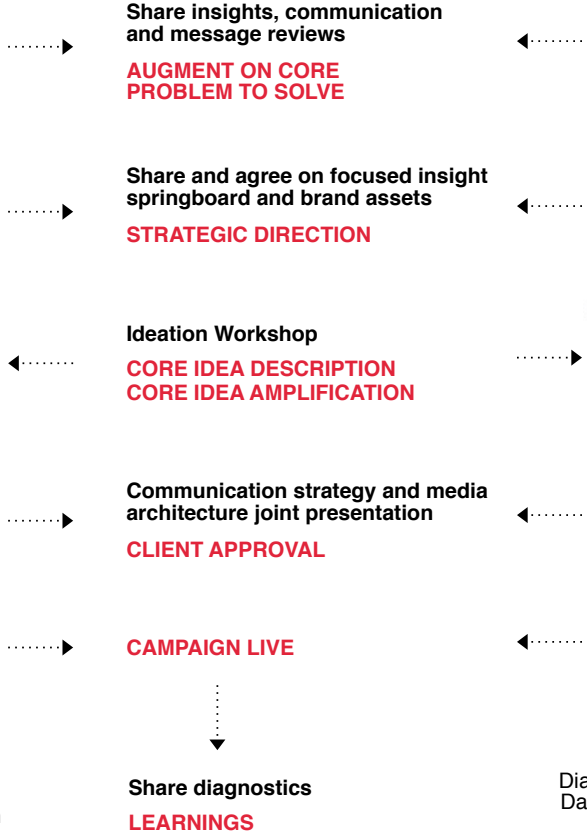 Share insights, communication
and message reviews
AUGMENT ON CORE
PROBLEM TO SOLVE
Share and agree on focused insight
springboard and brand assets
STRATEGIC DIRECTION
Ideation Workshop
CORE IDEA DESCRIPTION
CORE IDEA AMPLIFICATION
Communication strategy and media
architecture joint presentation
CLIENT APPROVAL
CAMPAIGN LIVE
Share diagnostics
LEARNINGS